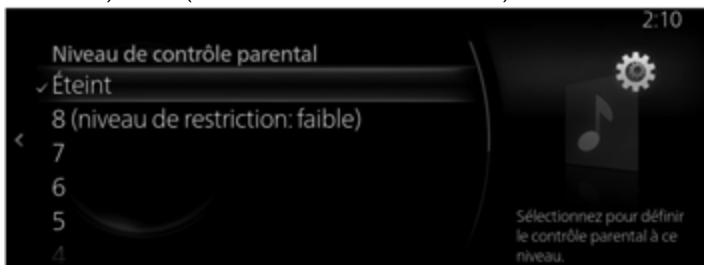 2:10
Niveau de contrôle parental
Éteint
8 (niveau de restriction: faible)
7
6
5
4
Sélectionnez pour définir
le contrôle parental à ce
niveau.